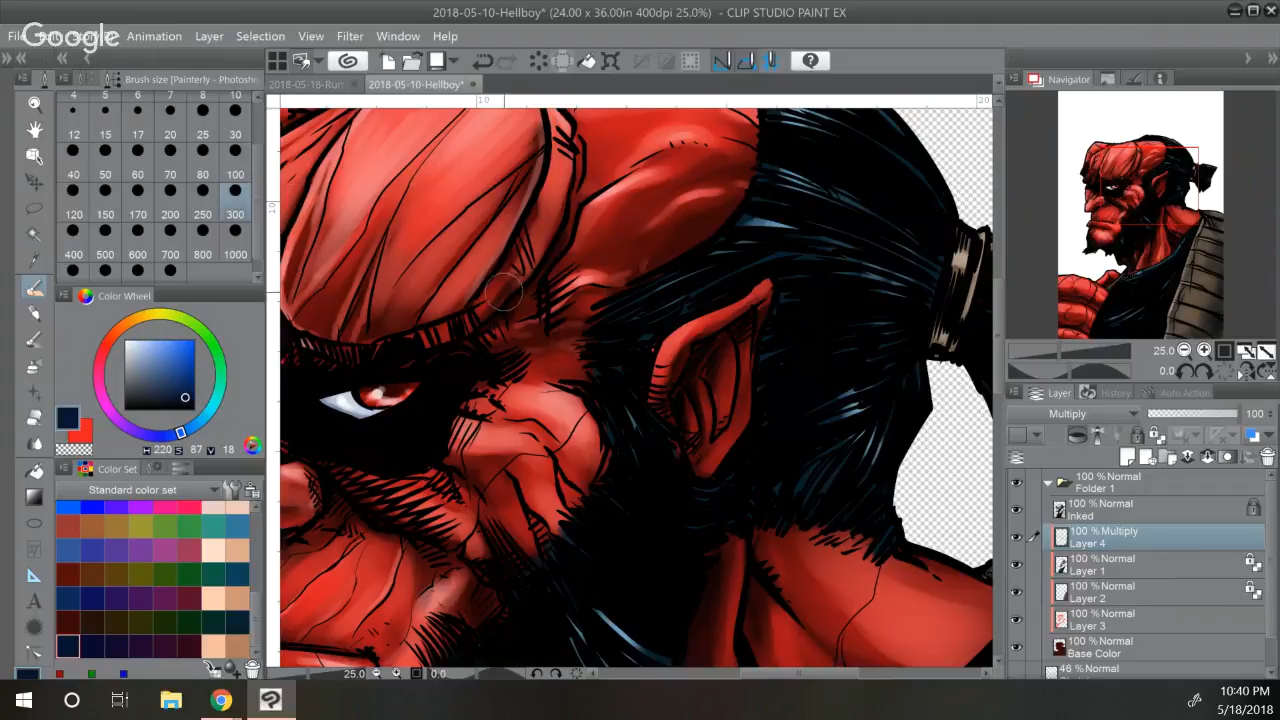 2018-05-10-Hellboy* (24.00 x 36.00in 400dpi 25.0%) - CLIP STUDIO PAINT EX
Google
Animation Layer Selection View Filter Window Help
Brush size [Painterly - Photosh
2018-05-18-Run
2018-05-10-Hellboy*
Navigator
4 5 6 7 8 10
12 15 17 20 25 30
40 50 60 70 80 100
120 150 170 200 250 300
400 500 600 700 800 1000
10
20
10
Color Wheel
H 220 S 87 V 18
Color Set
Standard color set
25.0
0.0
Layer
History
Auto Action
Multiply
100
100 %Normal
Folder 1
100 %Normal
Inked
100 %Multiply
Layer 4
100 %Normal
Layer 1
100 %Normal
Layer 2
100 %Normal
Layer 3
100 %Normal
Base Color
46 %Normal
25.0
0.0
10:40 PM
5/18/2018